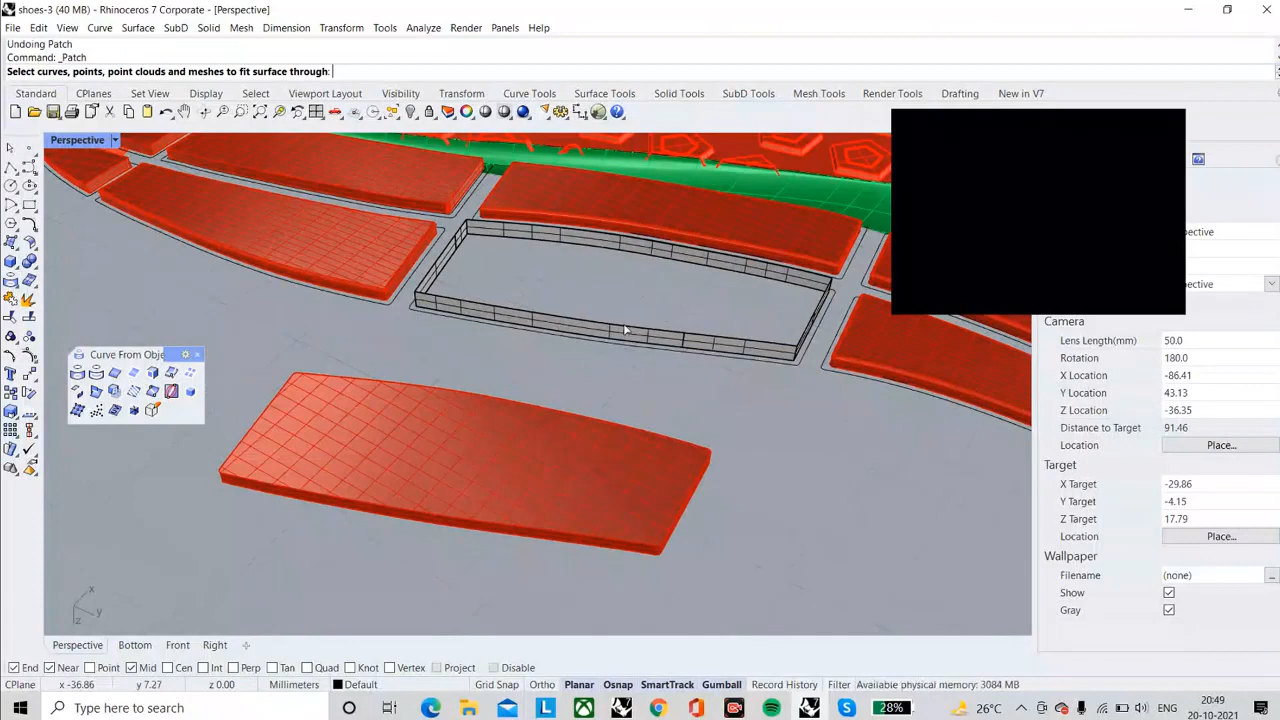 shoes-3 (40 MB) - Rhinoceros 7 Corporate - [Perspective]
File Edit View Curve Surface SubD Solid Mesh Dimension Transform Tools Analyze Render Panels Help
Undoing Patch
Command: _Patch
Select curves, points, point clouds and meshes to fit surface through:
Standard CPlanes Set View Display Select Viewport Layout Visibility Transform Curve Tools Surface Tools Solid Tools SubD Tools Mesh Tools Render Tools Drafting New in V7
Perspective
spective
spective
Camera
Lens Length(mm) 50.0
Rotation 180.0
X Location -86.41
Y Location 43.13
Z Location -36.35
Distance to Target 91.46
Location Place...
Target
X Target -29.86
Y Target -4.15
Z Target 17.79
Location Place...
Wallpaper
Filename (none) ...
Show
Gray
Curve From Obje
x
y
z
Perspective Bottom Front Right
End Near Point Mid Cen Int Perp Tan Quad Knot Vertex Project Disable
CPlane x -36.86 y 7.27 z 0.00 Millimeters Default Grid Snap Ortho Planar Osnap SmartTrack Gumball Record History Filter Available physical memory: 3084 MB
Type here to search
28%
26°C
ENG
20:49
20-10-2021